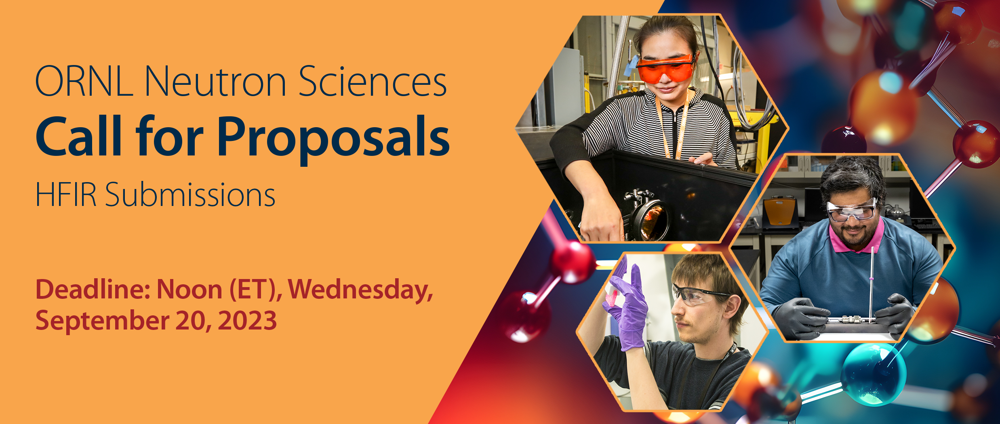 ORNL Neutron Sciences
Call for Proposals
HFIR Submissions
Deadline: Noon (ET), Wednesday,
September 20, 2023